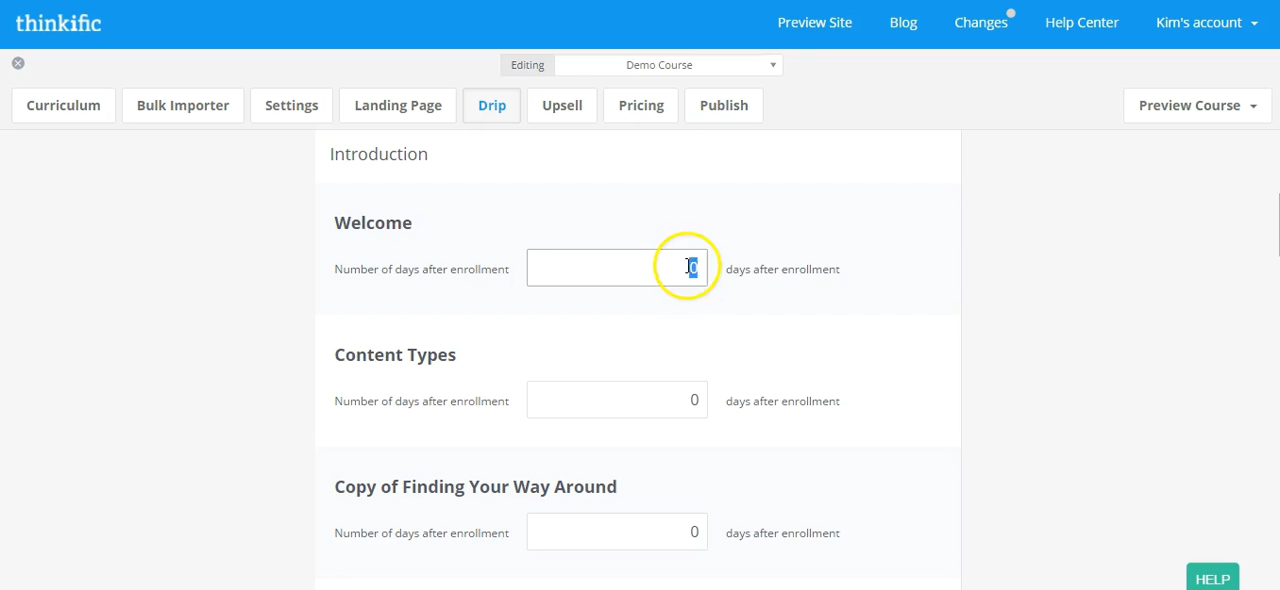 thinkific
Preview Site Blog Changes Help Center Kim's account
Editing Demo Course
Curriculum Bulk Importer Settings Landing Page Drip Upsell Pricing Publish Preview Course
Introduction
Welcome
Number of days after enrollment 0 days after enrollment
Content Types
Number of days after enrollment 0 days after enrollment
Copy of Finding Your Way Around
Number of days after enrollment 0 days after enrollment
HELP